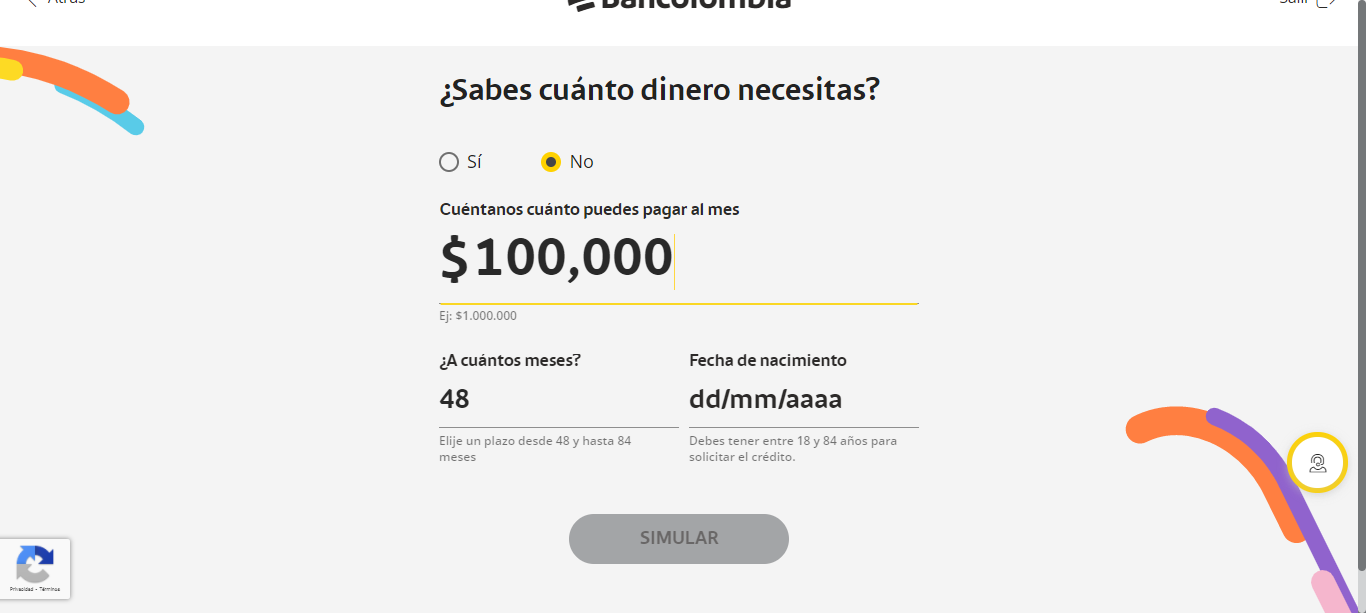 Atrás
Bancolombia
Salir
¿Sabes cuánto dinero necesitas?
Sí
No
Cuéntanos cuánto puedes pagar al mes
$100,000
Ej: $1.000.000
¿A cuántos meses?
Fecha de nacimiento
48
dd/mm/aaaa
Elije un plazo desde 48 y hasta 84
meses
Debes tener entre 18 y 84 años para
solicitar el crédito.
SIMULAR
Privacidad - Términos